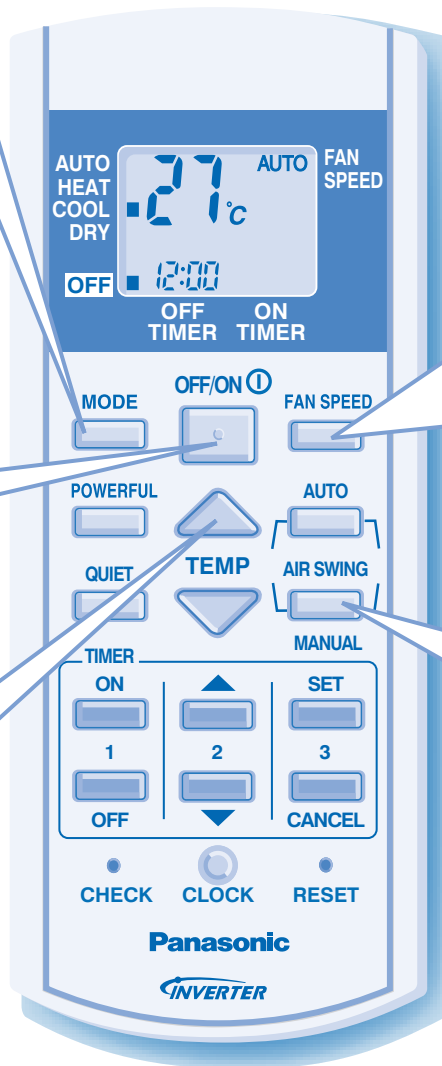 AUTO
HEAT
COOL
DRY
OFF
27°C
AUTO
12:00
FAN
SPEED
OFF
TIMER
ON
TIMER
OFF/ON
MODE
FAN SPEED
POWERFUL
AUTO
QUIET
TEMP
AIR SWING
MANUAL
TIMER
ON
SET
1 2 3
OFF
CANCEL
CHECK CLOCK RESET
Panasonic
INVERTER